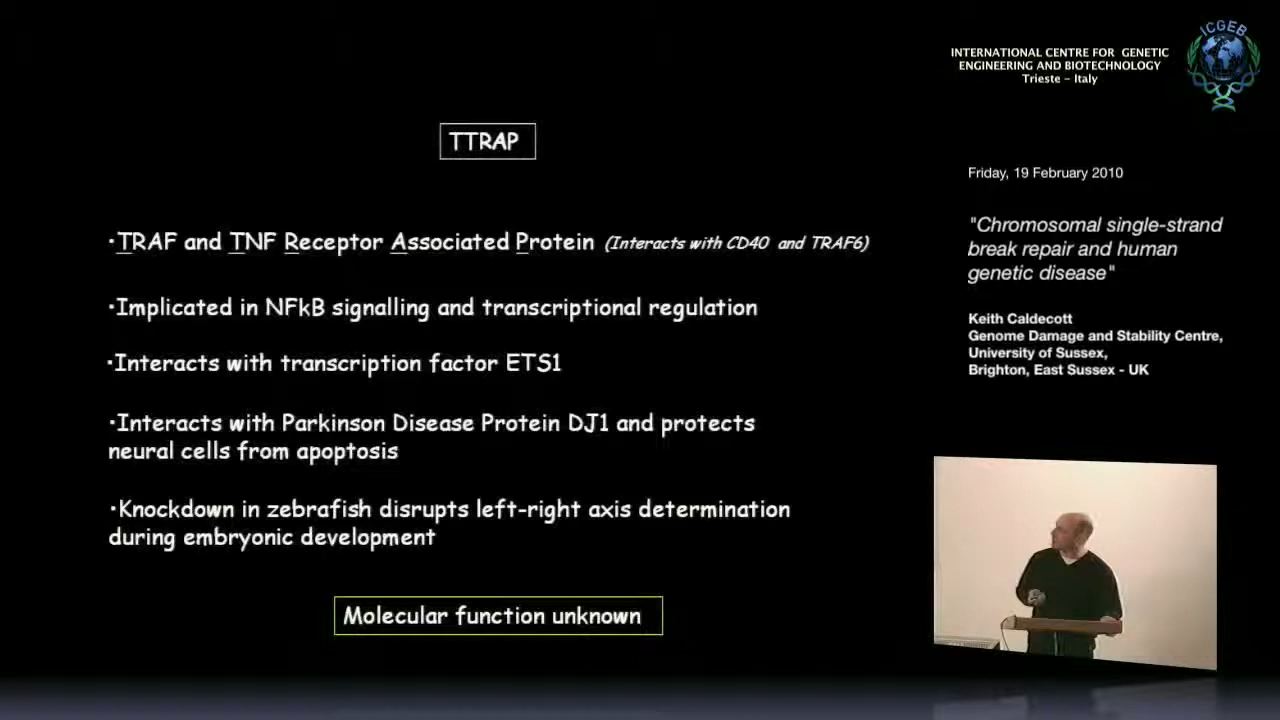 INTERNATIONAL CENTRE FOR GENETIC
ENGINEERING AND BIOTECHNOLOGY
Trieste - Italy
ICGEB
TTRAP
•TRAF and TNF Receptor Associated Protein (Interacts with CD40 and TRAF6)
•Implicated in NFkB signalling and transcriptional regulation
•Interacts with transcription factor ETS1
•Interacts with Parkinson Disease Protein DJ1 and protects
neural cells from apoptosis
•Knockdown in zebrafish disrupts left-right axis determination
during embryonic development
Molecular function unknown
Friday, 19 February 2010
"Chromosomal single-strand
break repair and human
genetic disease"
Keith Caldecott
Genome Damage and Stability Centre,
University of Sussex,
Brighton, East Sussex - UK